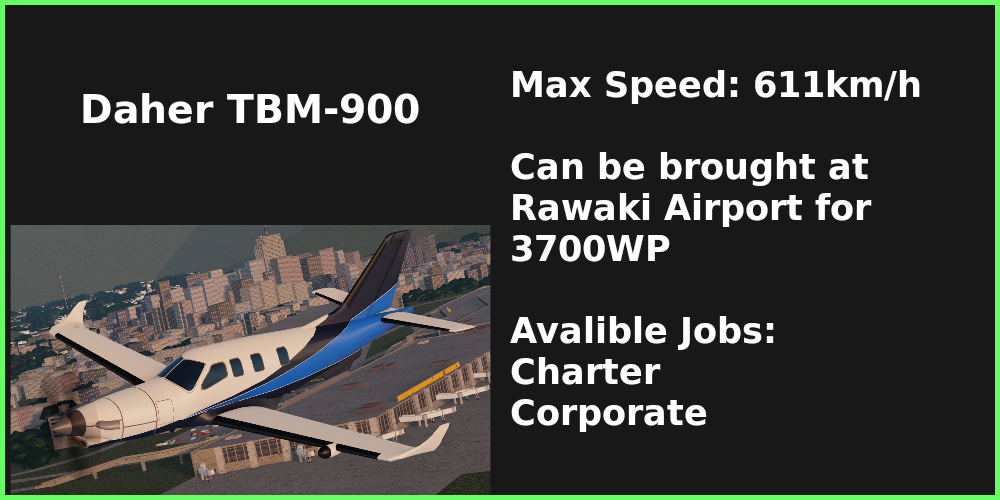 Daher TBM-900
Max Speed: 611km/h
Can be brought at
Rawaki Airport for
3700WP
Avalible Jobs:
Charter
Corporate